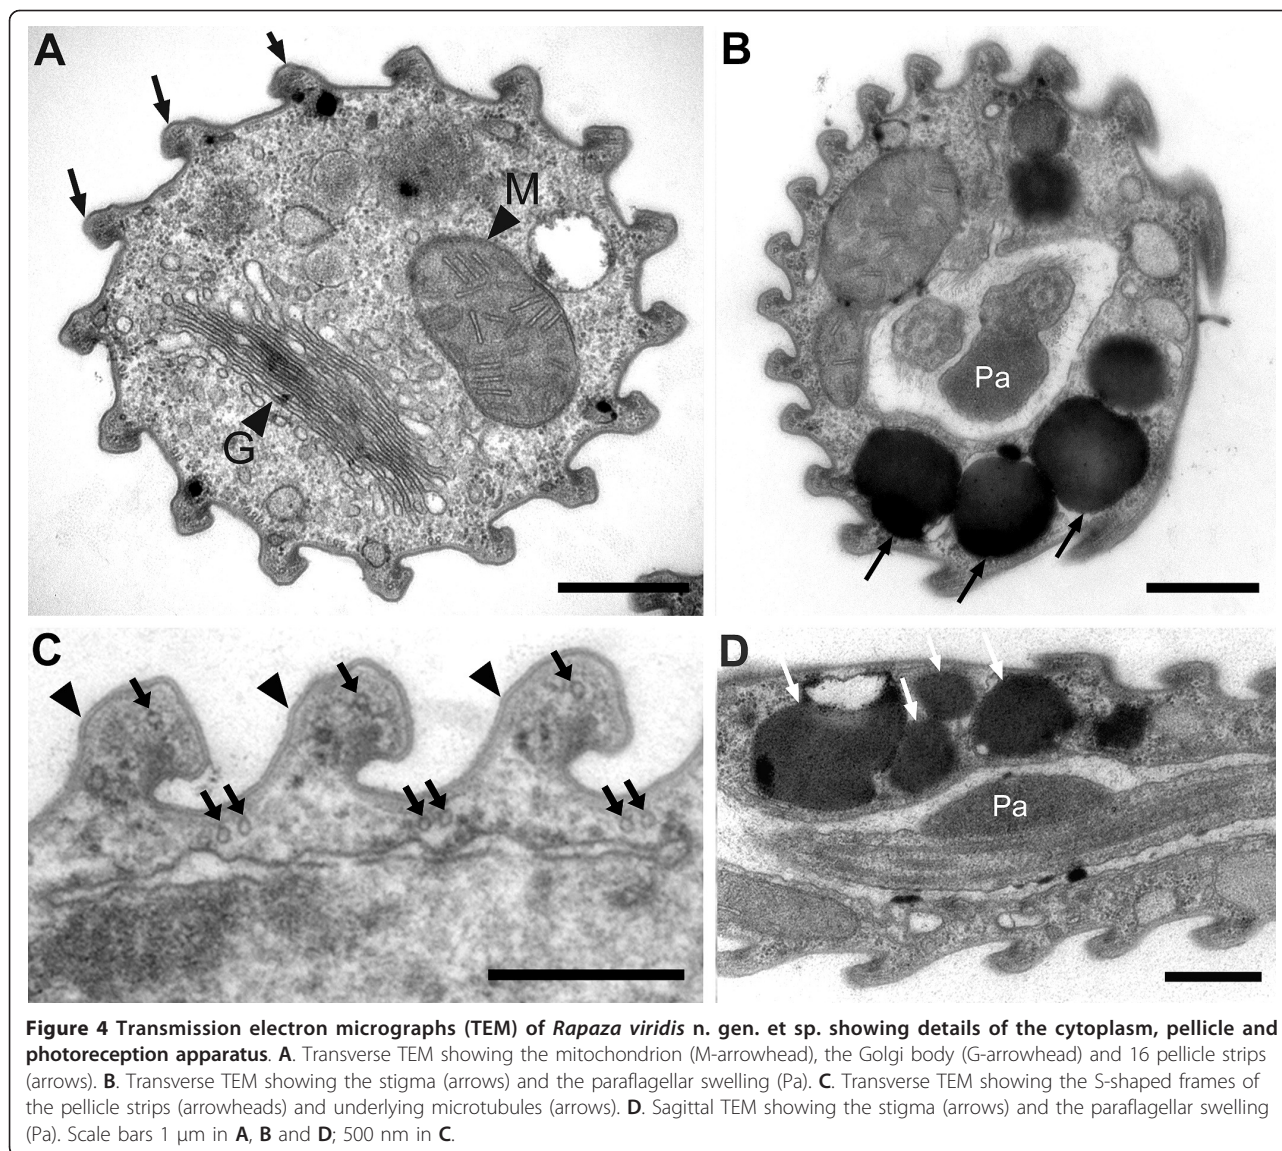 A
B
M
G
Pa
C
D
Pa
Figure 4 Transmission electron micrographs (TEM) of Rapaza viridis n. gen. et sp. showing details of the cytoplasm, pellicle and
photoreception apparatus. A. Transverse TEM showing the mitochondrion (M-arrowhead), the Golgi body (G-arrowhead) and 16 pellicle strips
(arrows). B. Transverse TEM showing the stigma (arrows) and the paraflagellar swelling (Pa). C. Transverse TEM showing the S-shaped frames of
the pellicle strips (arrowheads) and underlying microtubules (arrows). D. Sagittal TEM showing the stigma (arrows) and the paraflagellar swelling
(Pa). Scale bars 1 μm in A, B and D; 500 nm in C.